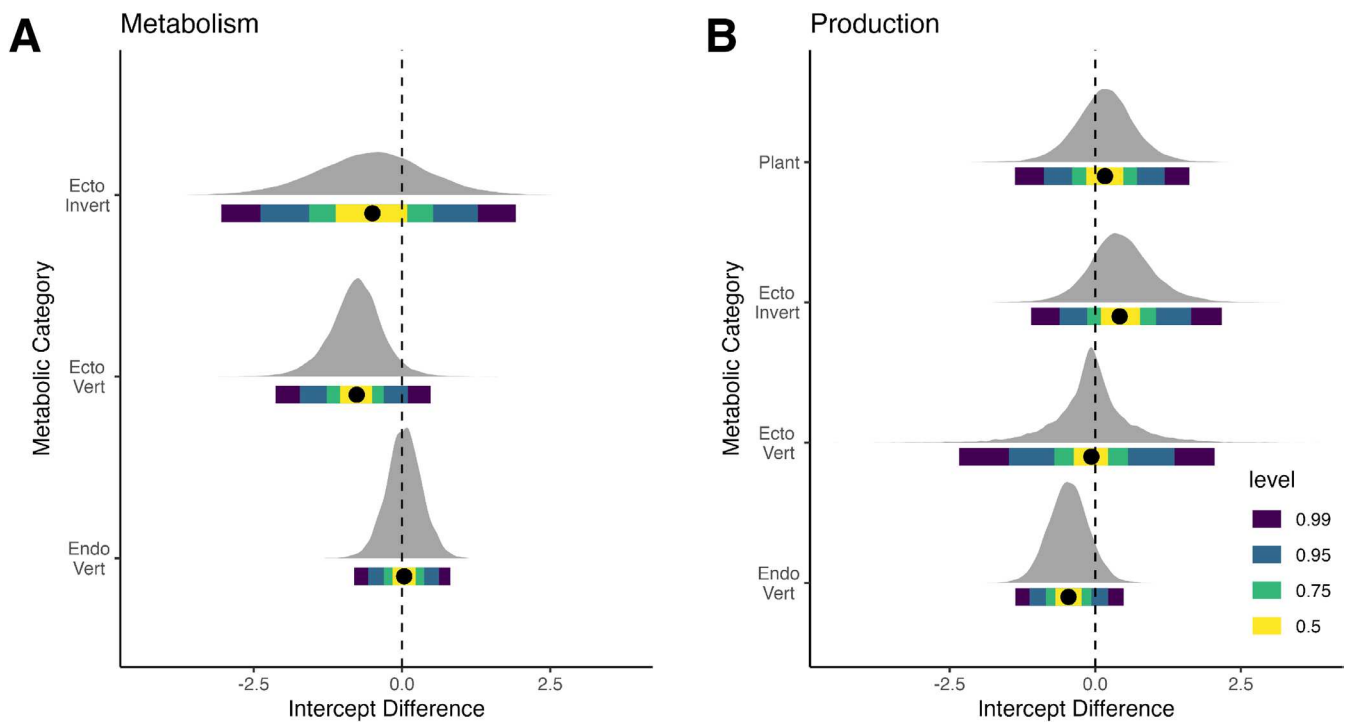 A
Metabolism
Metabolic Category
Ecto
Invert
Ecto
Vert
Endo
Vert
-2.5
0.0
2.5
Intercept Difference
B
Production
Metabolic Category
Plant
Ecto
Invert
Ecto
Vert
Endo
Vert
-2.5
0.0
2.5
Intercept Difference
level
0.99
0.95
0.75
0.5